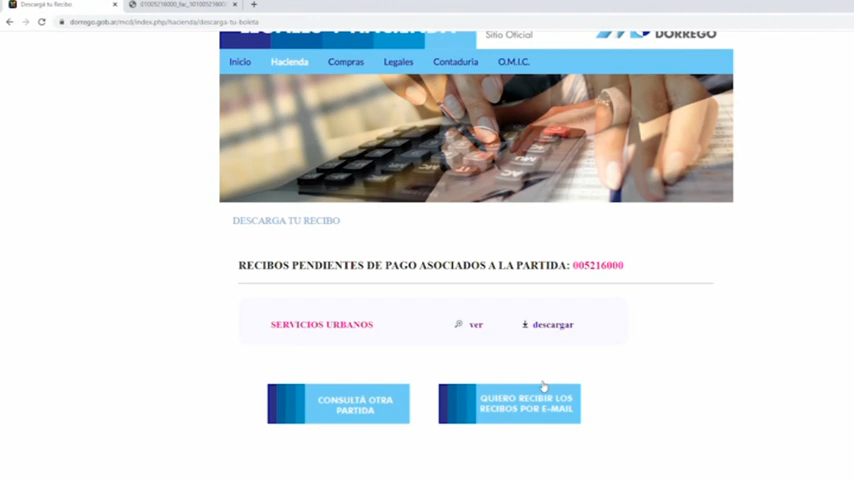 Descargá tu Recibo
dorrego.gob.ar/mcd/index.php/hacienda/descarga-tu-boleta
Sitio Oficial
DORREGO
Inicio Hacienda Compras Legales Contaduria O.M.I.C.
DESCARGA TU RECIBO
RECIBOS PENDIENTES DE PAGO ASOCIADOS A LA PARTIDA: 005216000
SERVICIOS URBANOS ver descargar
CONSULTÁ OTRA
PARTIDA
QUIERO RECIBIR LOS
RECIBOS POR E-MAIL